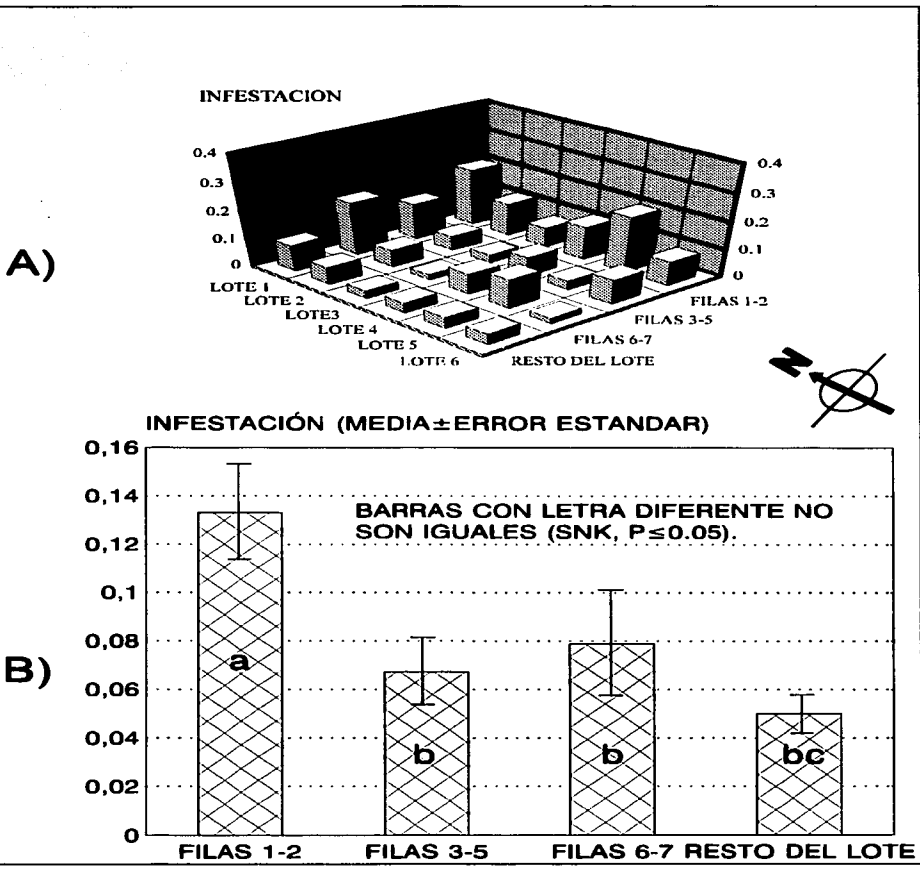 A)
INFESTACION
0.4
0.3
0.2
0.1
0
0.4
0.3
0.2
0.1
0
LOTE 1
LOTE 2
LOTE3
LOTE 4
LOTE 5
LOTE 6
FILAS 1-2
FILAS 3-5
FILAS 6-7
RESTO DEL LOTE
N
B)
INFESTACIÓN (MEDIA±ERROR ESTANDAR)
0,16
0,14
0,12
0,1
0,08
0,06
0,04
0,02
0
BARRAS CON LETRA DIFERENTE NO
SON IGUALES (SNK, P≤0.05).
a
b
b
bc
FILAS 1-2 FILAS 3-5 FILAS 6-7 RESTO DEL LOTE